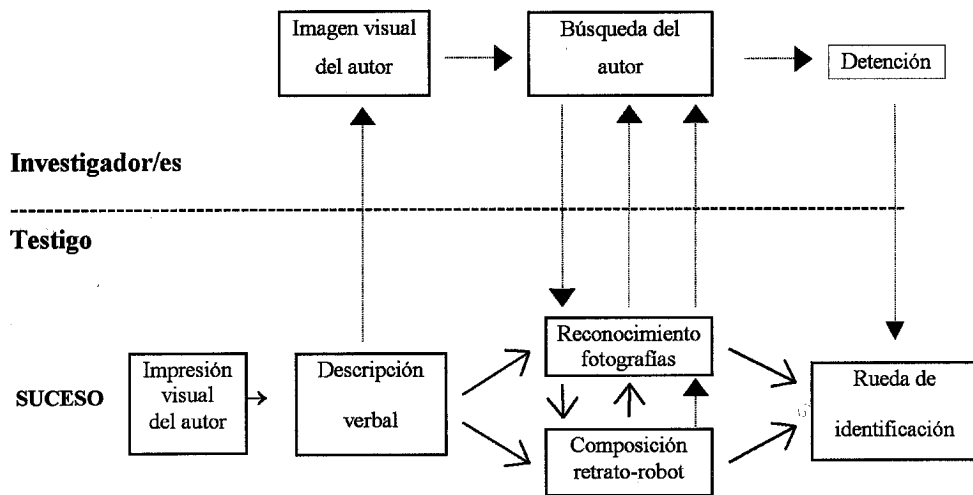 Imagen visual
del autor
Búsqueda del
autor
Detención
Investigador/es
Testigo
SUCESO
Impresión
visual
del autor
Descripción
verbal
Reconocimiento
fotografías
Composición
retrato-robot
Rueda de
identificación